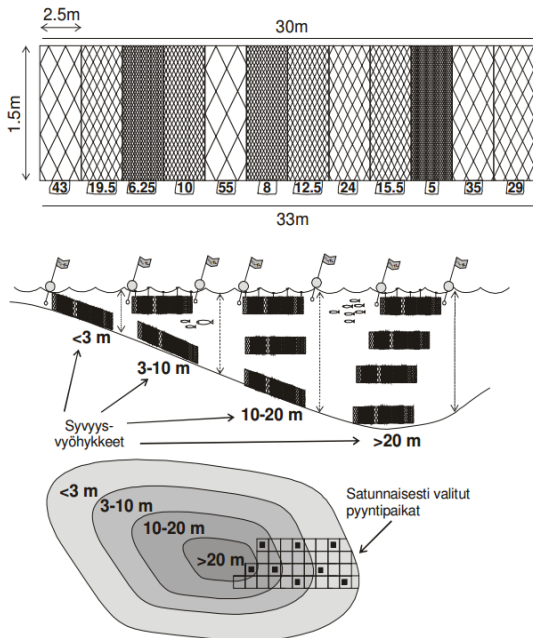 2.5m
30m
1.5m
43 19.5 6.25 10 55 8 12.5 24 15.5 5 35 29
33m
<3 m
3-10 m
10-20 m
>20 m
Syvyys-
vyöhykkeet
<3 m
3-10 m
10-20 m
>20 m
Satunnaisesti valitut
pyyntipaikat